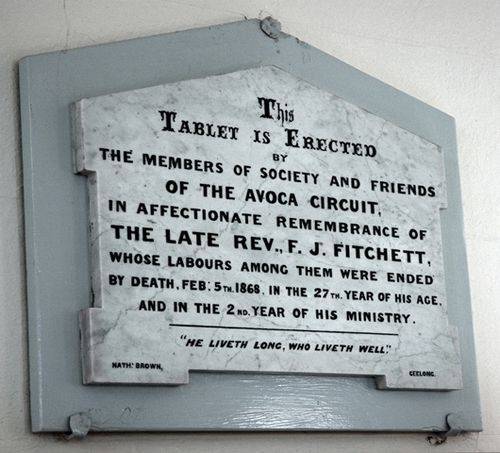 This
TABLET IS ERECTED
BY
THE MEMBERS OF SOCIETY AND FRIENDS
OF THE AVOCA CIRCUIT,
IN AFFECTIONATE REMEMBRANCE OF
THE LATE REV., F. J. FITCHETT,
WHOSE LABOURS AMONG THEM WERE ENDED
BY DEATH, FEB: 5TH. 1868, IN THE 27TH. YEAR OF HIS AGE,
AND IN THE 2ND. YEAR OF HIS MINISTRY.
"HE LIVETH LONG, WHO LIVETH WELL."
NATHL. BROWN, GEELONG.